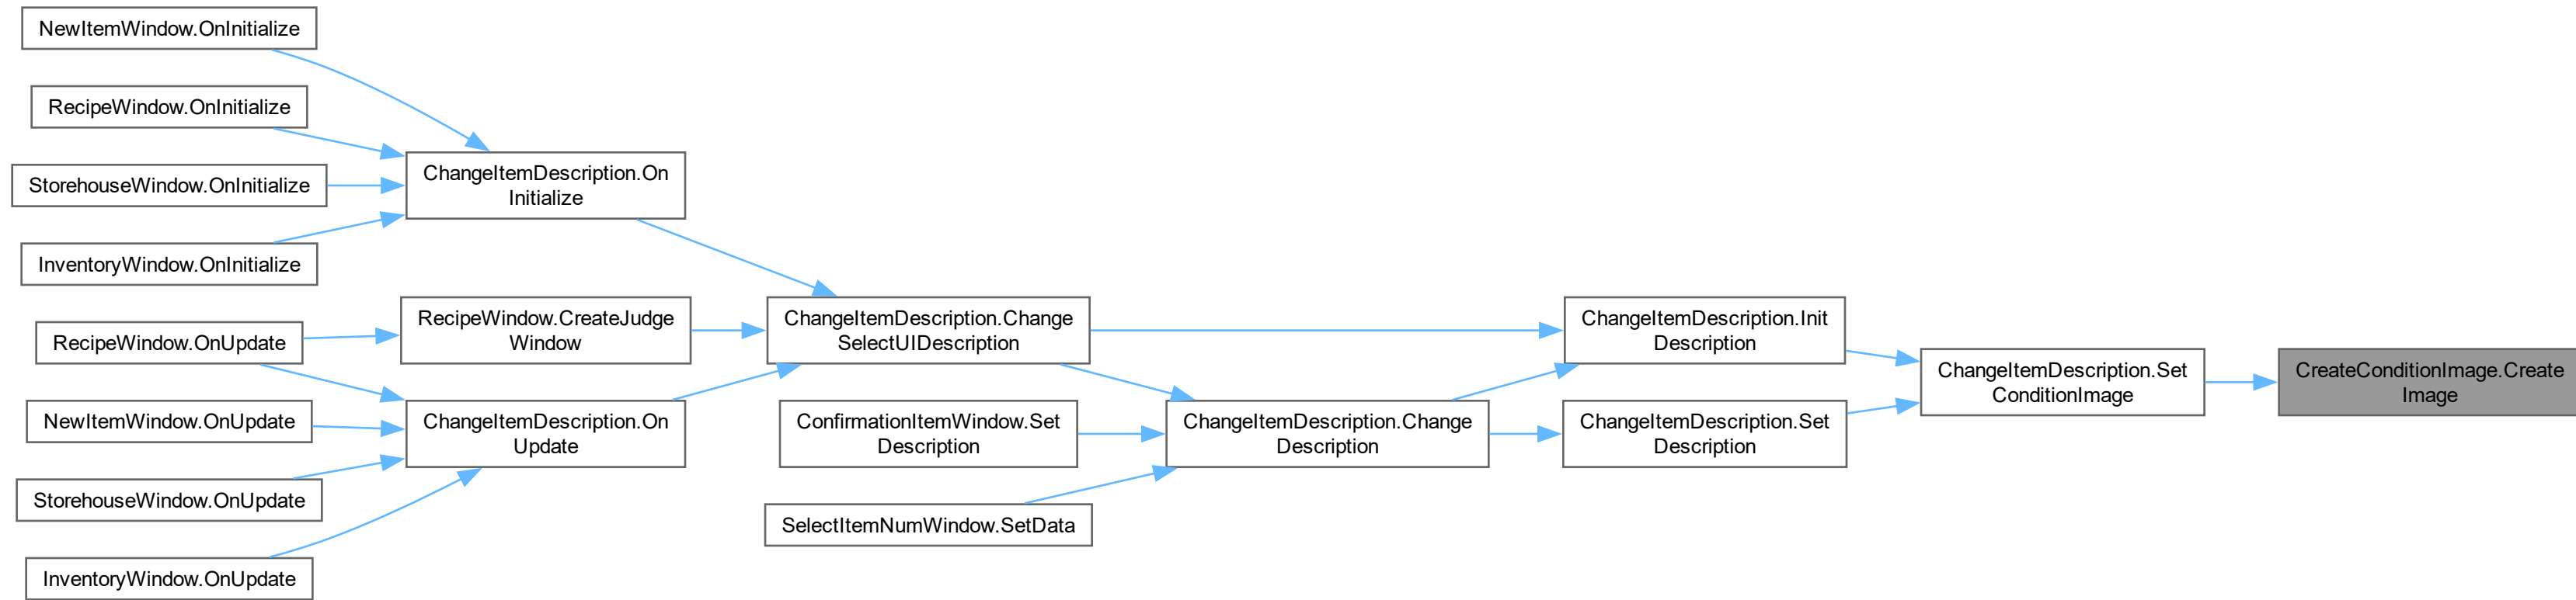 NewItemWindow.OnInitialize
RecipeWindow.OnInitialize
StorehouseWindow.OnInitialize
InventoryWindow.OnInitialize
RecipeWindow.OnUpdate
NewItemWindow.OnUpdate
StorehouseWindow.OnUpdate
InventoryWindow.OnUpdate
ChangeItemDescription.On
Initialize
RecipeWindow.CreateJudge
Window
ChangeItemDescription.On
Update
ChangeItemDescription.Change
SelectUIDescription
ConfirmationItemWindow.Set
Description
SelectItemNumWindow.SetData
ChangeItemDescription.Change
Description
ChangeItemDescription.Init
Description
ChangeItemDescription.Set
Description
ChangeItemDescription.Set
ConditionImage
CreateConditionImage.Create
Image